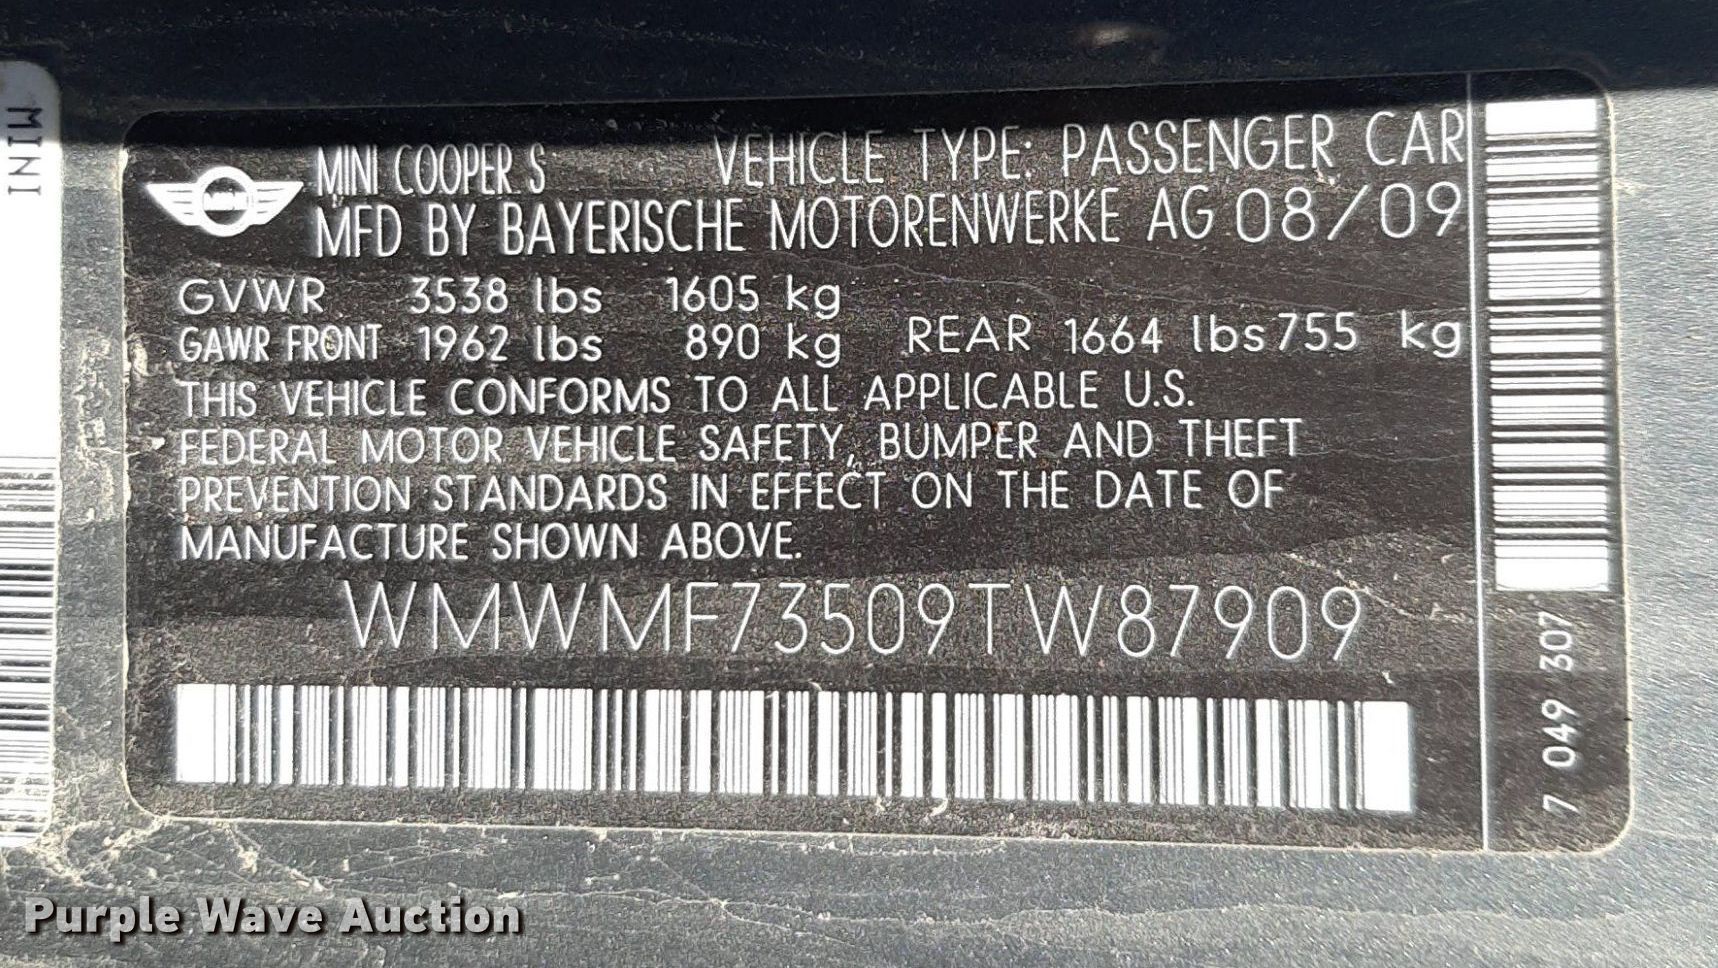 MINI
MINI COOPER S VEHICLE TYPE: PASSENGER CAR
MFD BY BAYERISCHE MOTORENWERKE AG 08/09
GVWR 3538 lbs 1605 kg
GAWR FRONT 1962 lbs 890 kg REAR 1664 lbs 755 kg
THIS VEHICLE CONFORMS TO ALL APPLICABLE U.S.
FEDERAL MOTOR VEHICLE SAFETY, BUMPER AND THEFT
PREVENTION STANDARDS IN EFFECT ON THE DATE OF
MANUFACTURE SHOWN ABOVE.
WMWMF73509TW87909
7 049 307
Purple Wave Auction